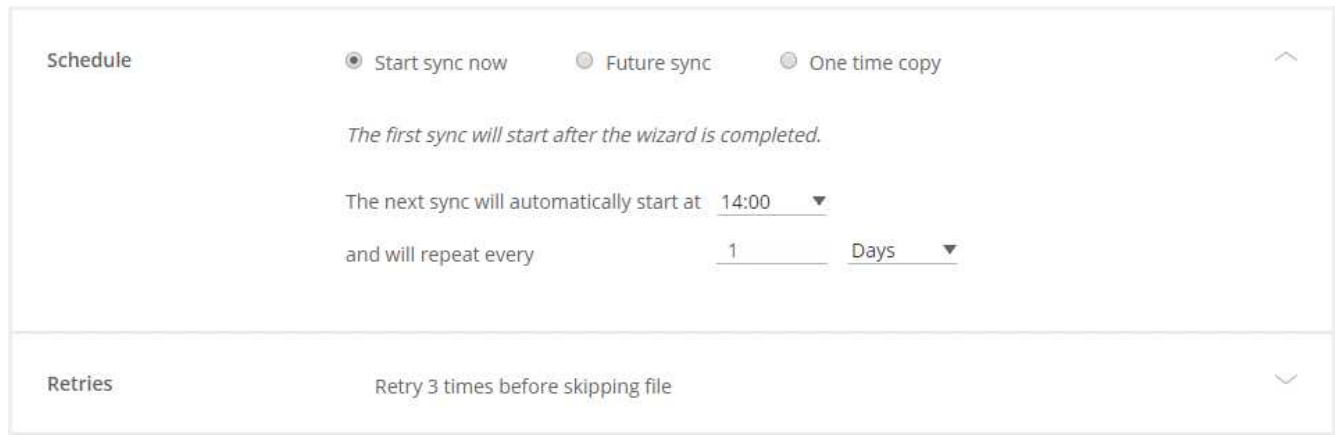 Schedule
Start sync now Future sync One time copy
The first sync will start after the wizard is completed.
The next sync will automatically start at 14:00
and will repeat every 1 Days
Retries Retry 3 times before skipping file